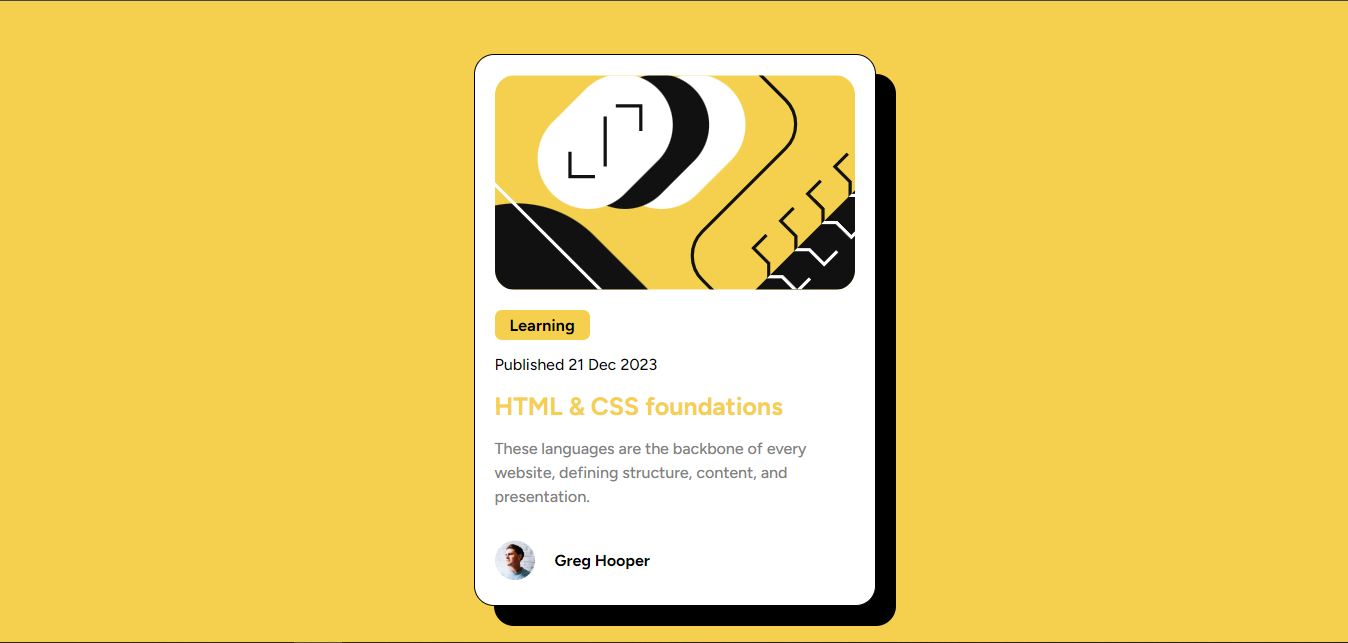 Learning
Published 21 Dec 2023
HTML & CSS foundations
These languages are the backbone of every
website, defining structure, content, and
presentation.
Greg Hooper